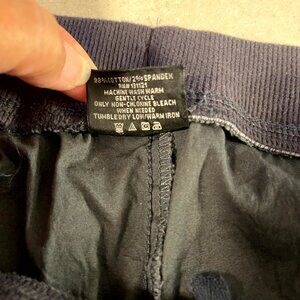 98% COTTON/2% SPANDEX
RN# 131121
MACHINE WASH WARM
GENTLE CYCLE
ONLY NON-CHLORINE BLEACH
WHEN NEEDED
TUMBLE DRY LOW/WARM IRON